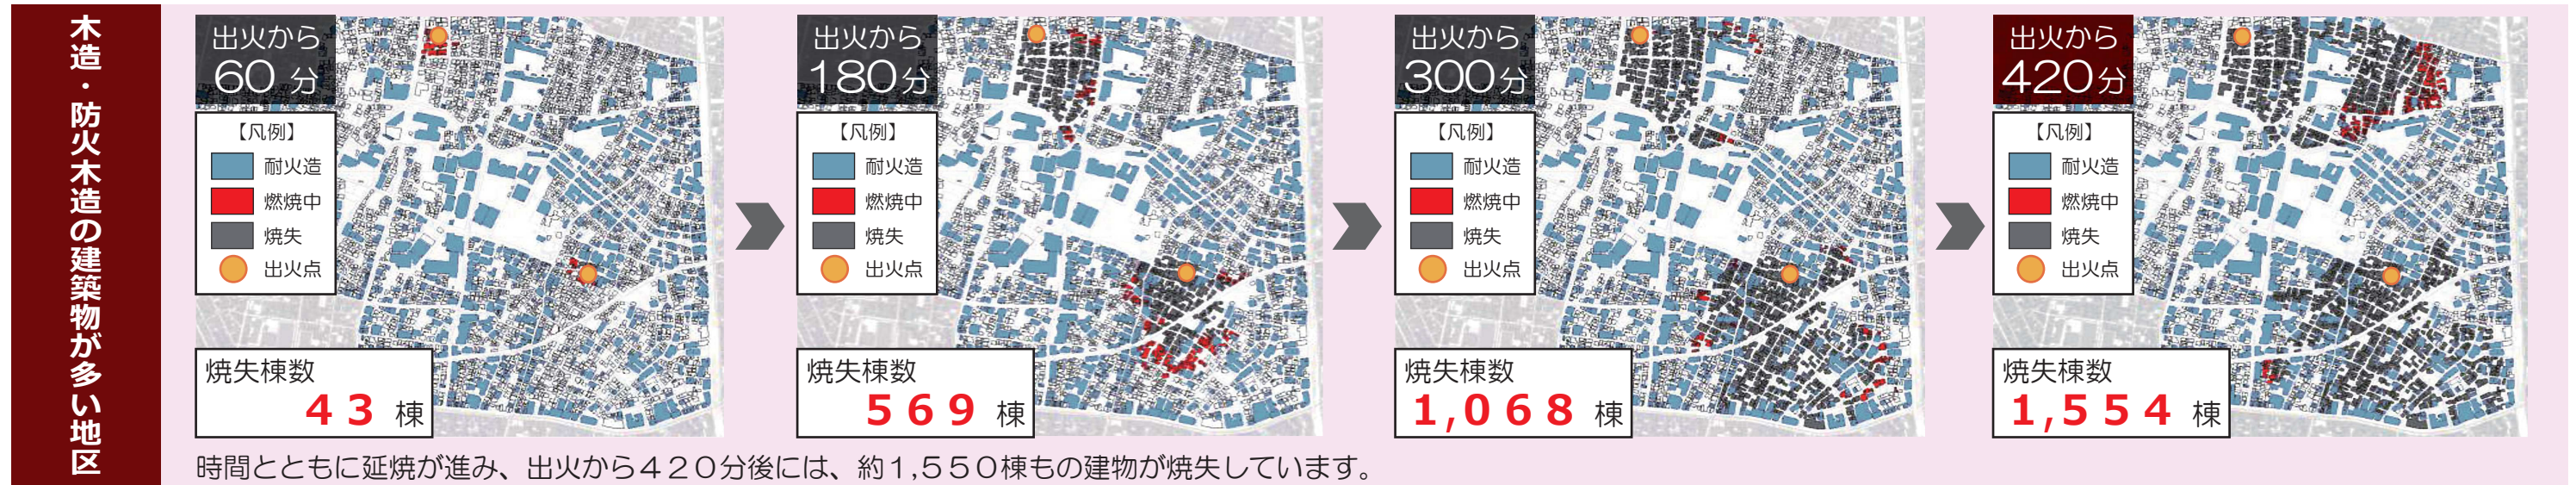 木造・防火木造の建築物が多い地区
出火から
60分
【凡例】
耐火造
燃焼中
焼失
出火点
焼失棟数
43 棟
出火から
180分
【凡例】
耐火造
燃焼中
焼失
出火点
焼失棟数
569 棟
出火から
300分
【凡例】
耐火造
燃焼中
焼失
出火点
焼失棟数
1,068 棟
出火から
420分
【凡例】
耐火造
燃焼中
焼失
出火点
焼失棟数
1,554 棟
時間とともに延焼が進み、出火から420分後には、約1,550棟もの建物が焼失しています。